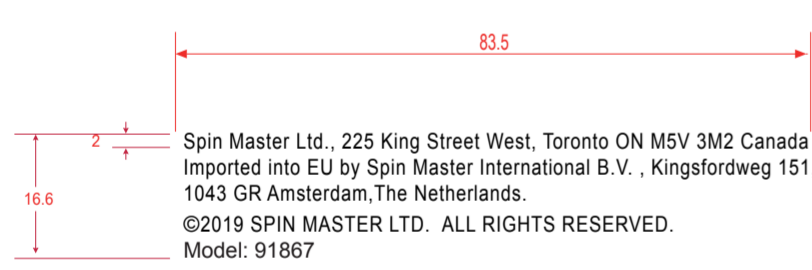 83.5
2
16.6
Spin Master Ltd., 225 King Street West, Toronto ON M5V 3M2 Canada
Imported into EU by Spin Master International B.V. , Kingsfordweg 151
1043 GR Amsterdam,The Netherlands.
©2019 SPIN MASTER LTD.  ALL RIGHTS RESERVED.
Model: 91867